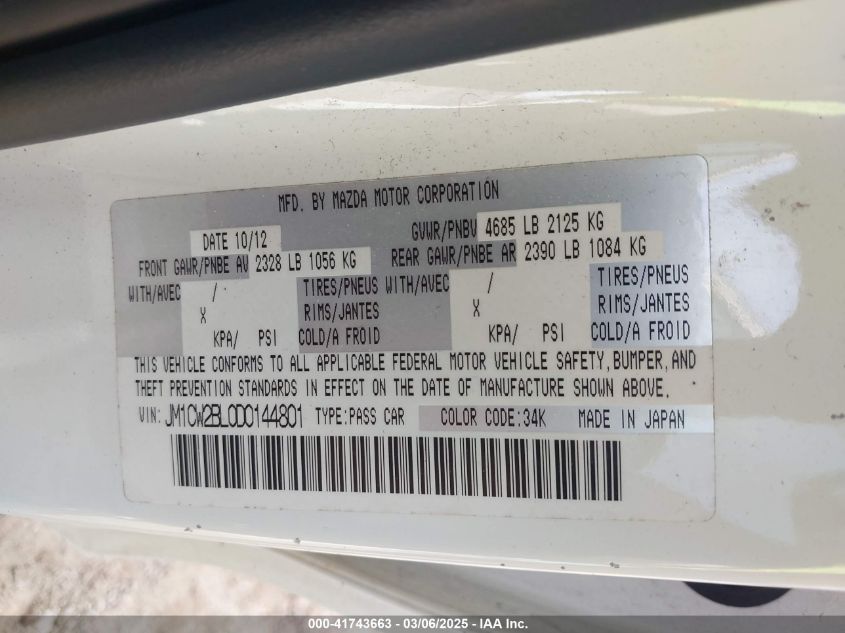 MFD. BY MAZDA MOTOR CORPORATION
DATE 10/12 GVWR/PNBV 4685 LB 2125 KG
FRONT GAWR/PNBE AV 2328 LB 1056 KG REAR GAWR/PNBE AR 2390 LB 1084 KG
WITH/AVEC / TIRES/PNEUS WITH/AVEC / TIRES/PNEUS
X RIMS/JANTES X RIMS/JANTES
KPA/ PSI COLD/A FROID KPA/ PSI COLD/A FROID
THIS VEHICLE CONFORMS TO ALL APPLICABLE FEDERAL MOTOR VEHICLE SAFETY, BUMPER, AND
THEFT PREVENTION STANDARDS IN EFFECT ON THE DATE OF MANUFACTURE SHOWN ABOVE.
VIN: JM1CW2BL0D0144801 TYPE:PASS CAR COLOR CODE:34K MADE IN JAPAN
000-41743663 - 03/06/2025 - IAA Inc.